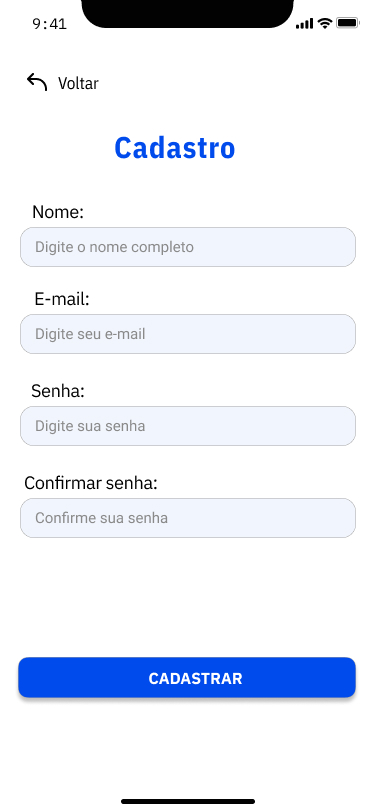 9:41
Voltar
Cadastro
Nome:
Digite o nome completo
E-mail:
Digite seu e-mail
Senha:
Digite sua senha
Confirmar senha:
Confirme sua senha
CADASTRAR